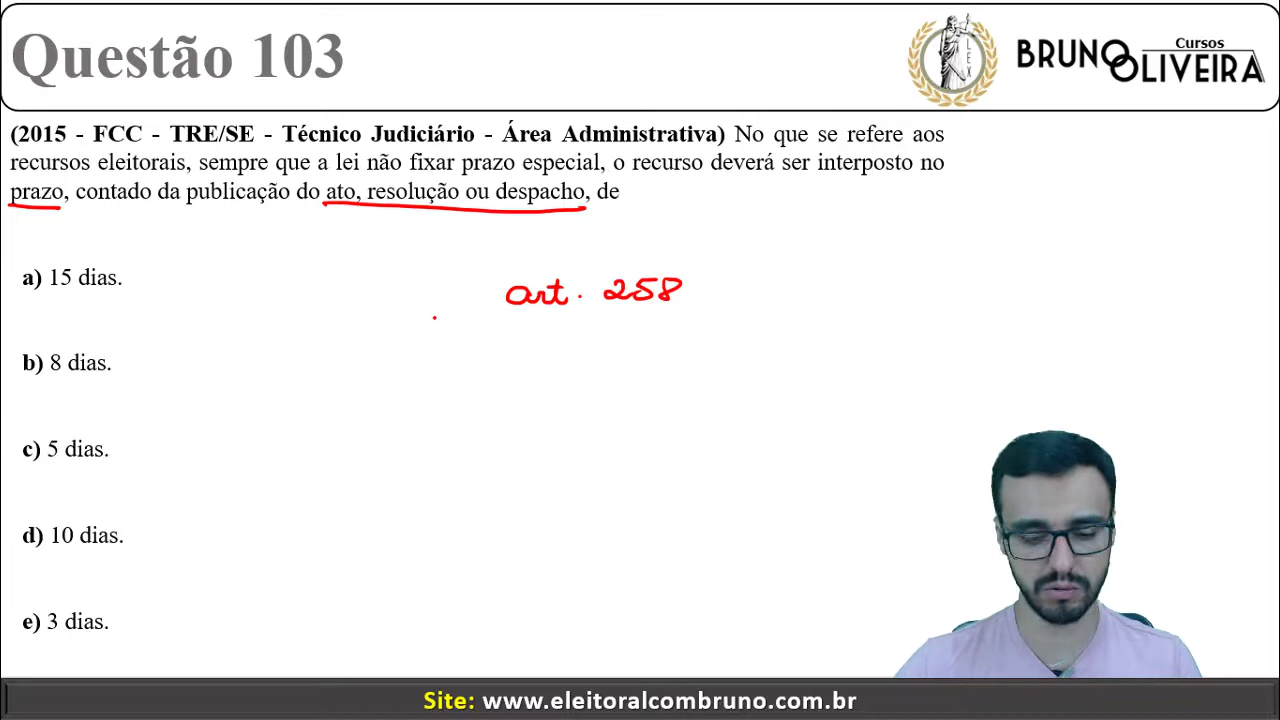 Questão 103
Cursos
BRUNO
OLIVEIRA
LEX
(2015 - FCC - TRE/SE - Técnico Judiciário - Área Administrativa) No que se refere aos
recursos eleitorais, sempre que a lei não fixar prazo especial, o recurso deverá ser interposto no
prazo, contado da publicação do ato, resolução ou despacho, de
a) 15 dias.
art. 258
b) 8 dias.
c) 5 dias.
d) 10 dias.
e) 3 dias.
Site: www.eleitoralcombruno.com.br